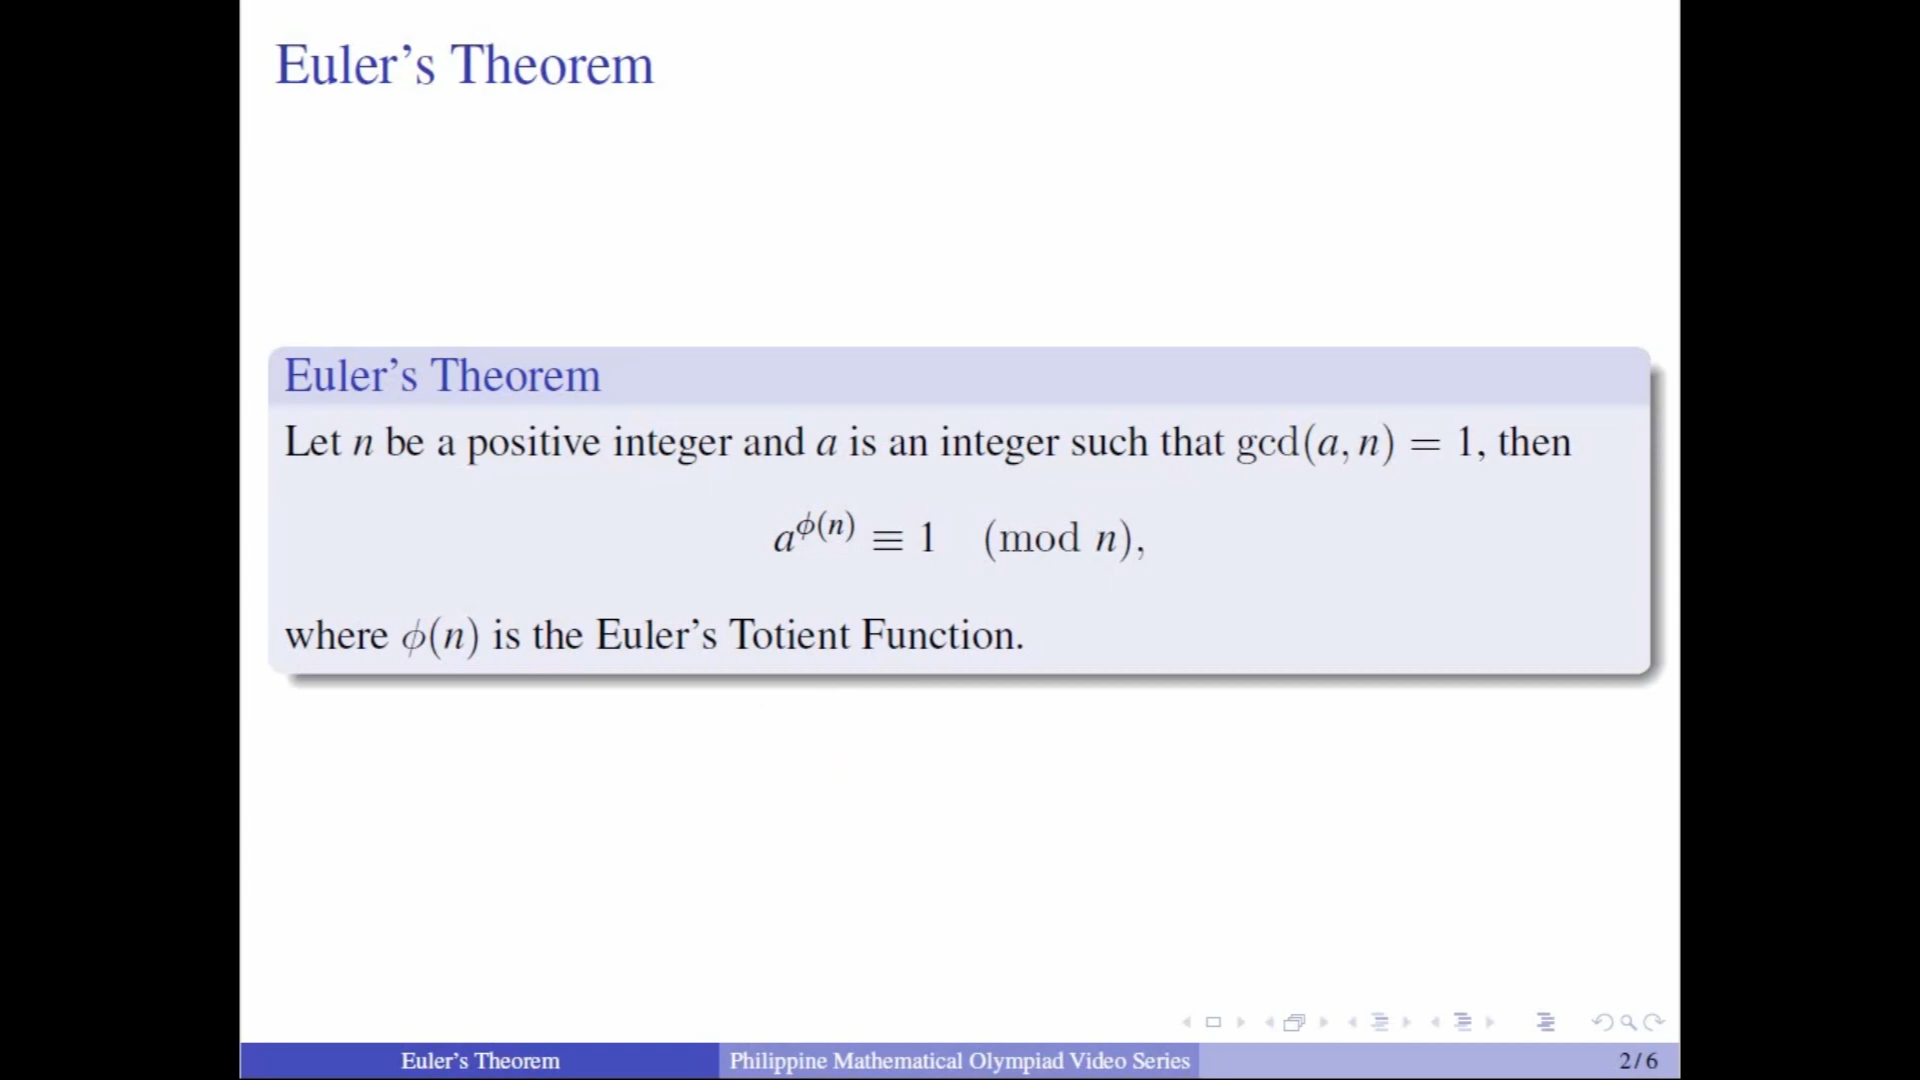 Euler’s Theorem
Euler’s Theorem
Let n be a positive integer and a is an integer such that gcd(a, n) = 1, then
a^{ϕ(n)} ≡ 1 (mod n),
where ϕ(n) is the Euler’s Totient Function.
Euler’s Theorem
Philippine Mathematical Olympiad Video Series
2 / 6